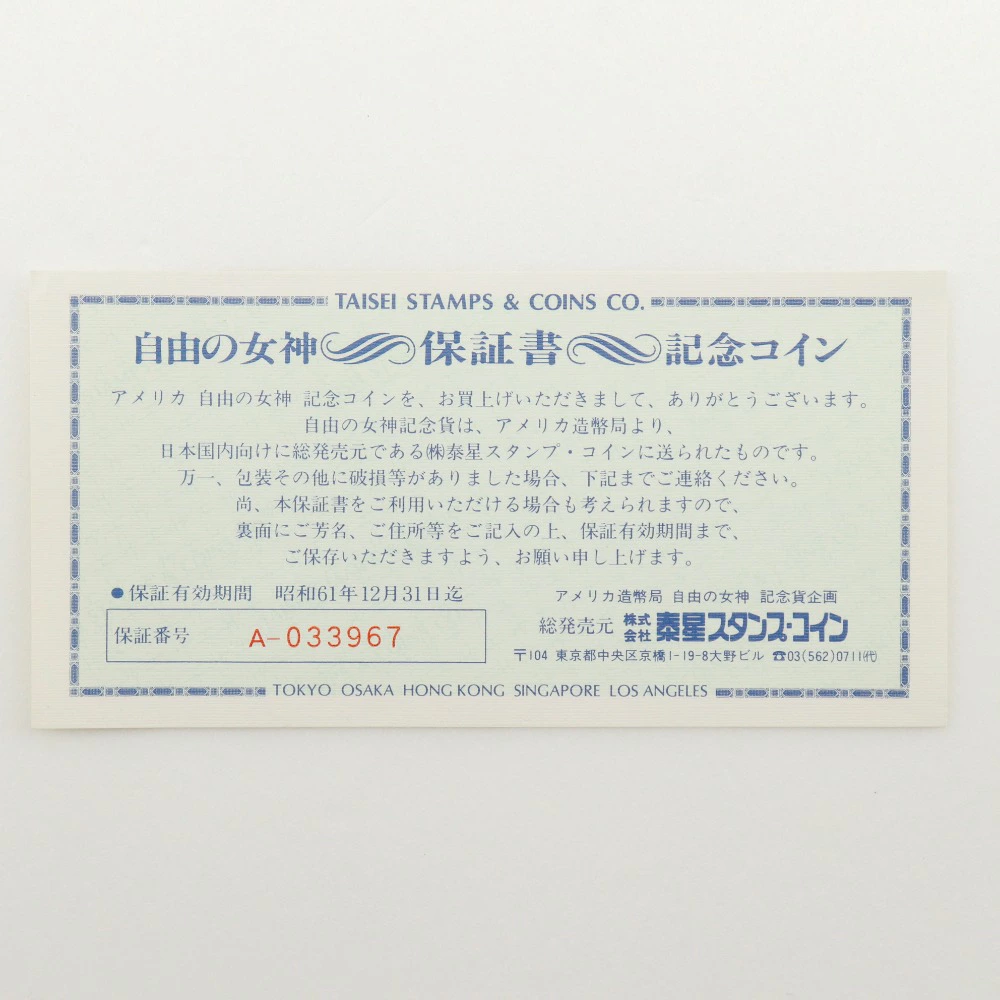 TAISEI STAMPS & COINS CO.
自由の女神 保証書 記念コイン
アメリカ 自由の女神 記念コインを、お買上げいただきまして、ありがとうございます。
自由の女神記念貨は、アメリカ造幣局より、
日本国内向けに総発売元である㈱泰星スタンプ・コインに送られたものです。
万一、包装その他に破損等がありました場合、下記までご連絡ください。
尚、本保証書をご利用いただける場合も考えられますので、
裏面にご芳名、ご住所等をご記入の上、保証有効期間まで、
ご保存いただきますよう、お願い申し上げます。
●保証有効期間 昭和61年12月31日迄
保証番号 A-033967
アメリカ造幣局 自由の女神 記念貨企画
総発売元 株式会社 泰星スタンプ・コイン
〒104 東京都中央区京橋1-19-8大野ビル ☎03(562)0711㈹
TOKYO OSAKA HONG KONG SINGAPORE LOS ANGELES